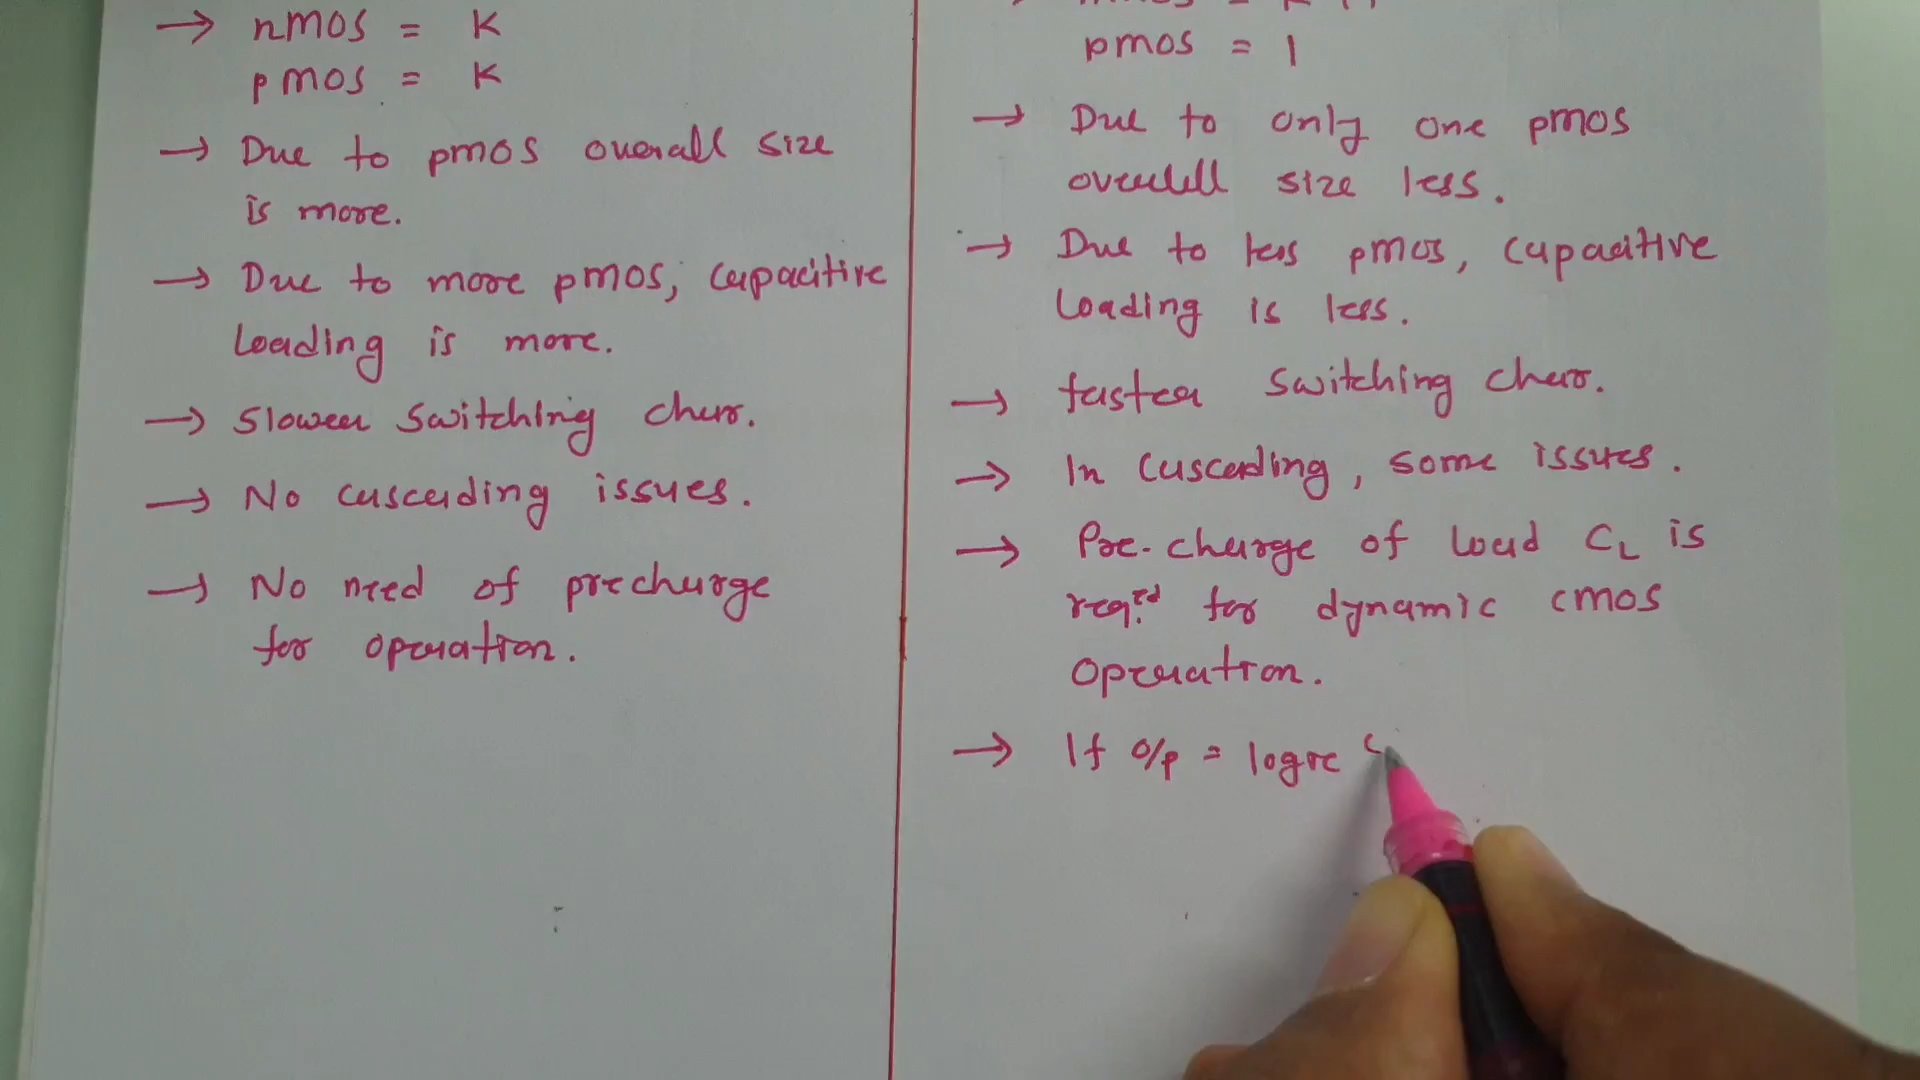 → nMOS = K
pMOS = K
→ Due to pMOS overall size
is more.
→ Due to more pMOS, capacitive
Loading is more.
→ Slower switching char.
→ No cascading issues.
→ No need of precharge
for operation.
pMOS = 1
→ Due to only one pMOS
overall size less.
→ Due to less pMOS, capacitive
Loading is less.
→ faster switching char.
→ In cascading, some issues.
→ Pre-charge of load CL is
reqᵉᵈ for dynamic CMOS
Operation.
→ If o/p = logic